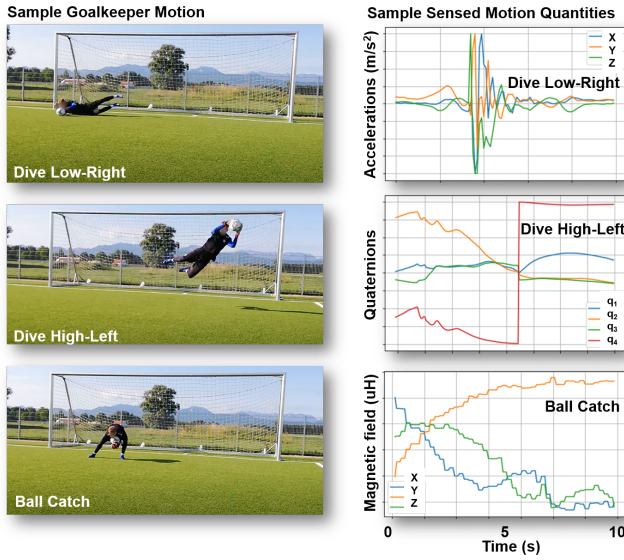 Sample Goalkeeper Motion
Sample Sensed Motion Quantities
Dive Low-Right
Accelerations (m/s²)
X
Y
Z
Dive Low-Right
Dive High-Left
Quaternions
Dive High-Left
q₁
q₂
q₃
q₄
Ball Catch
Magnetic field (uH)
Ball Catch
X
Y
Z
0
5
10
Time (s)